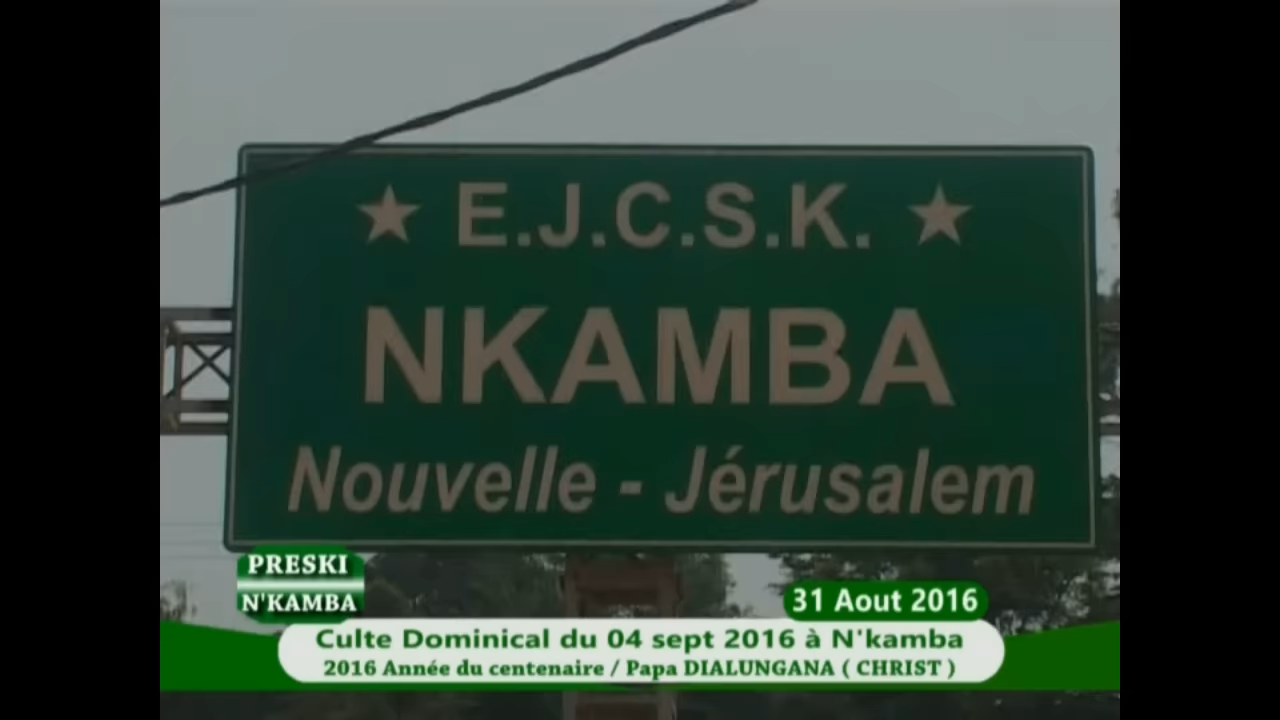 ★ E.J.C.S.K. ★
NKAMBA
Nouvelle - Jérusalem
PRESKI
N'KAMBA
31 Aout 2016
Culte Dominical du 04 sept 2016 à N'kamba
2016 Année du centenaire / Papa DIALUNGANA ( CHRIST )